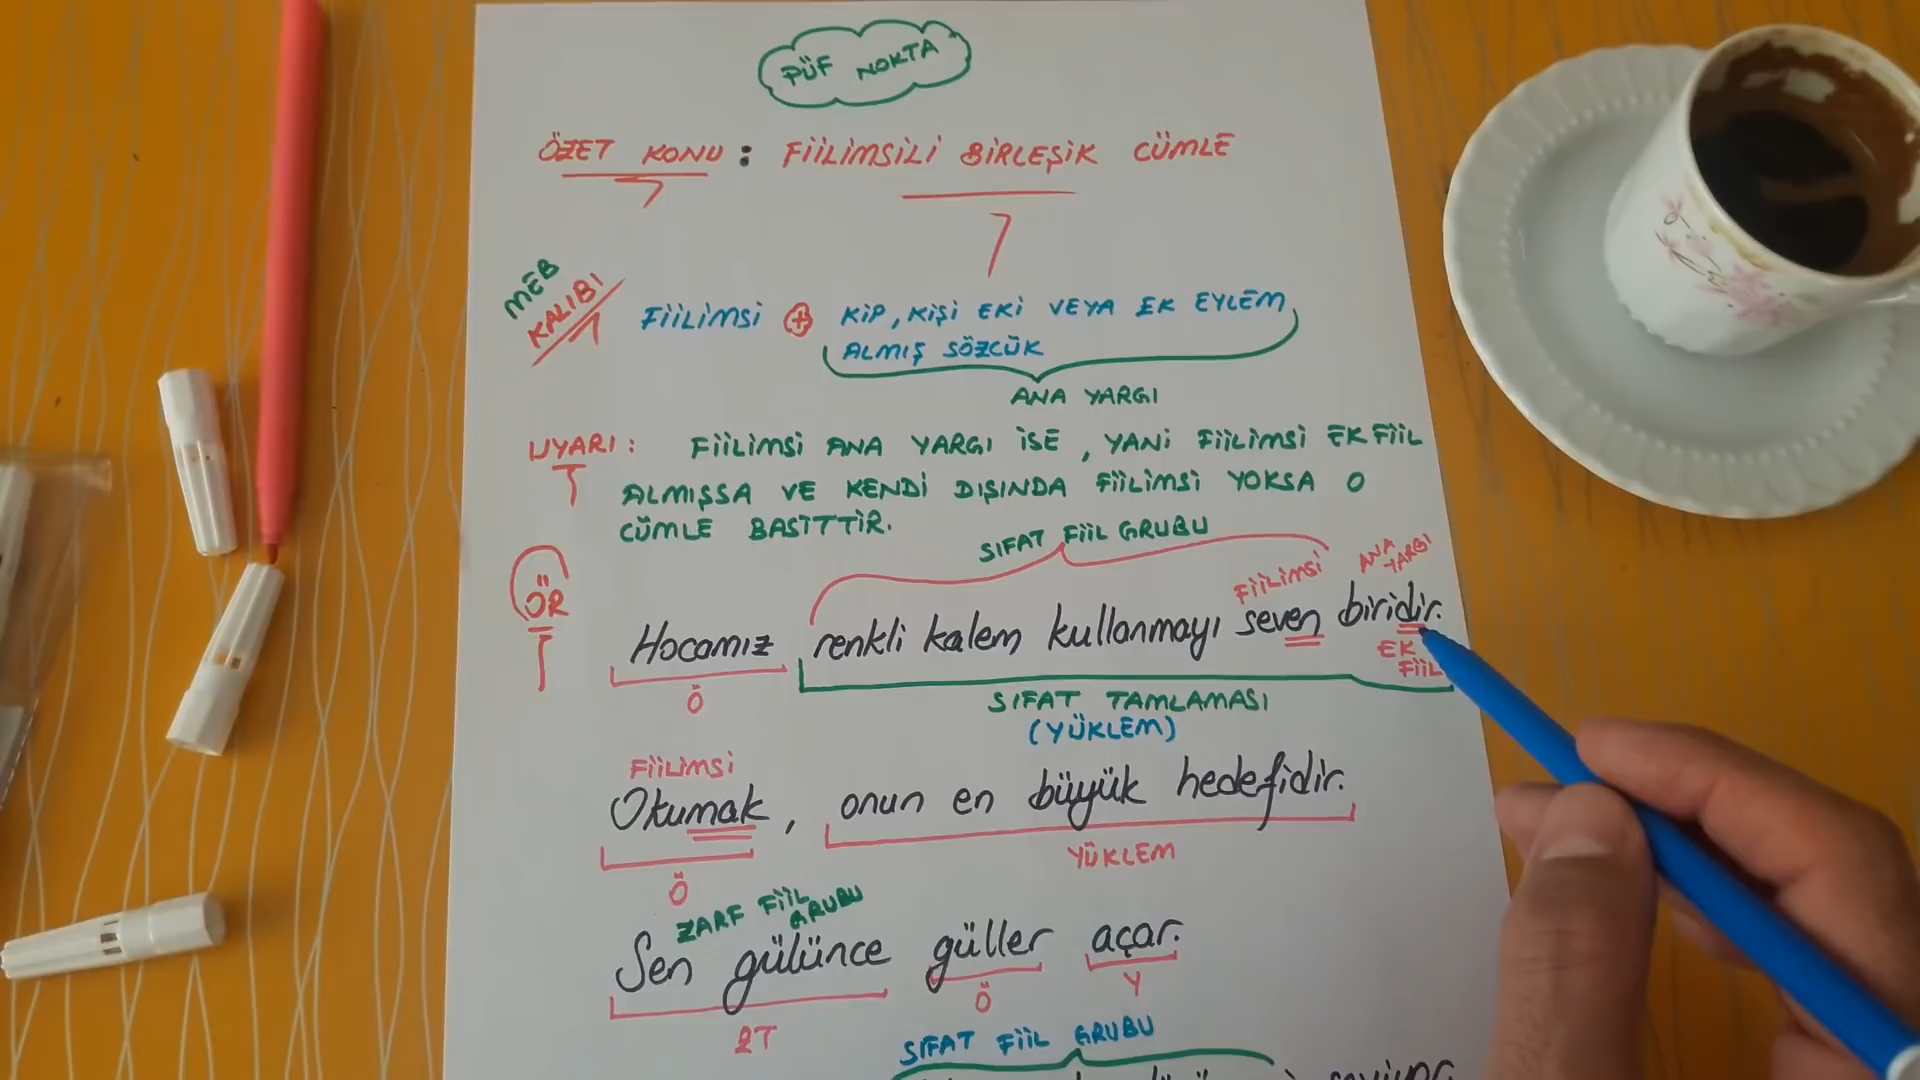 PÜF NOKTA
ÖZET KONU : FİİLİMSİLİ BİRLEŞİK CÜMLE
MEB
KALIBI
FİİLİMSİ + KİP, KİŞİ EKİ VEYA EK EYLEM
ALMIŞ SÖZCÜK
ANA YARGI
UYARI : FİİLİMSİ ANA YARGI İSE, YANİ FİİLİMSİ EK FİİL
ALMIŞSA VE KENDİ DIŞINDA FİİLİMSİ YOKSA O
CÜMLE BASİTTİR.
SIFAT FİİL GRUBU
FİİLİMSİ
ANA
YARGI
ÖR
Hocamız renkli kalem kullanmayı seven biridir.
EK
FİİL
Ö
SIFAT TAMLAMASI
(YÜKLEM)
FİİLİMSİ
Okumak, onun en büyük hedefidir.
Ö
YÜKLEM
ZARF FİİL
GRUBU
Sen gülünce güller açar.
ZT
Ö
Y
SIFAT FİİL GRUBU